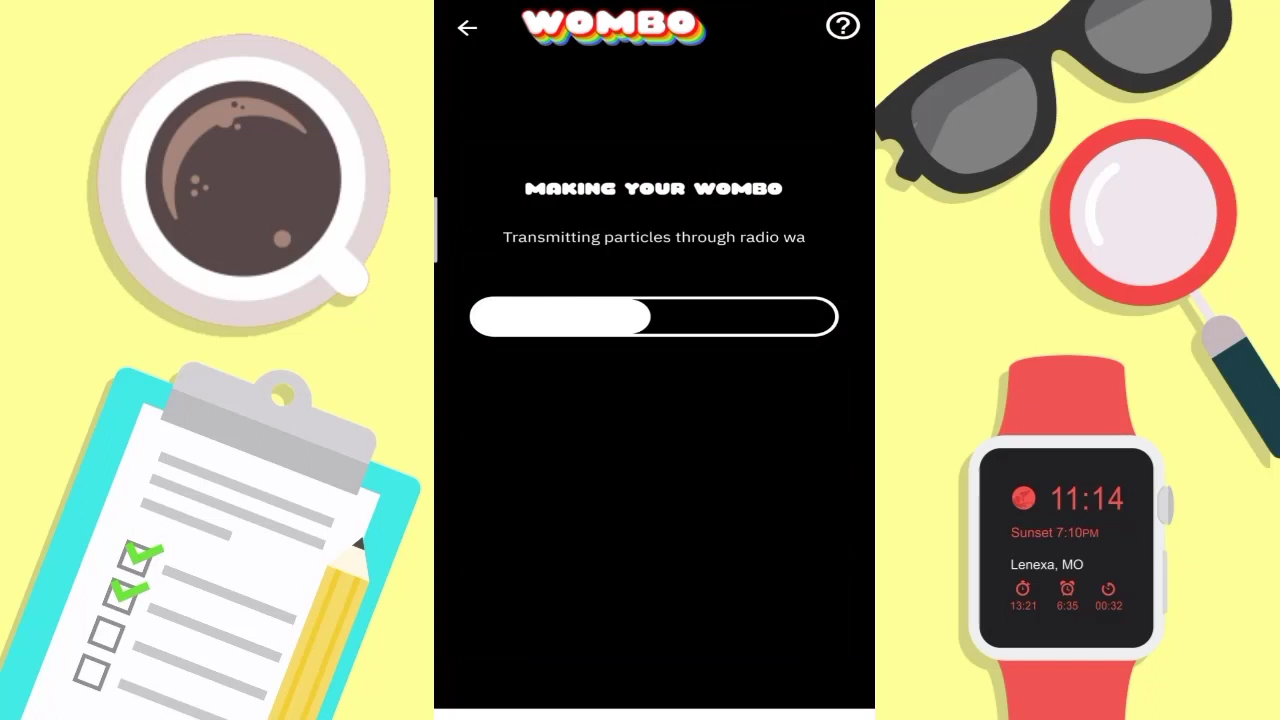 WOMBO
?
MAKING YOUR WOMBO
Transmitting particles through radio wa
11:14
Sunset 7:10PM
Lenexa, MO
13:21 6:35 00:32